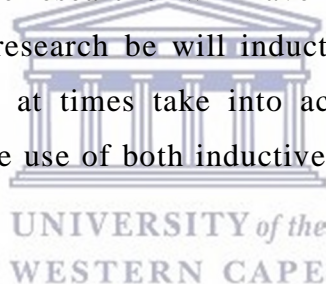 research be will induct
at times take into ac
e use of both inductive
UNIVERSITY of the
WESTERN CAPE